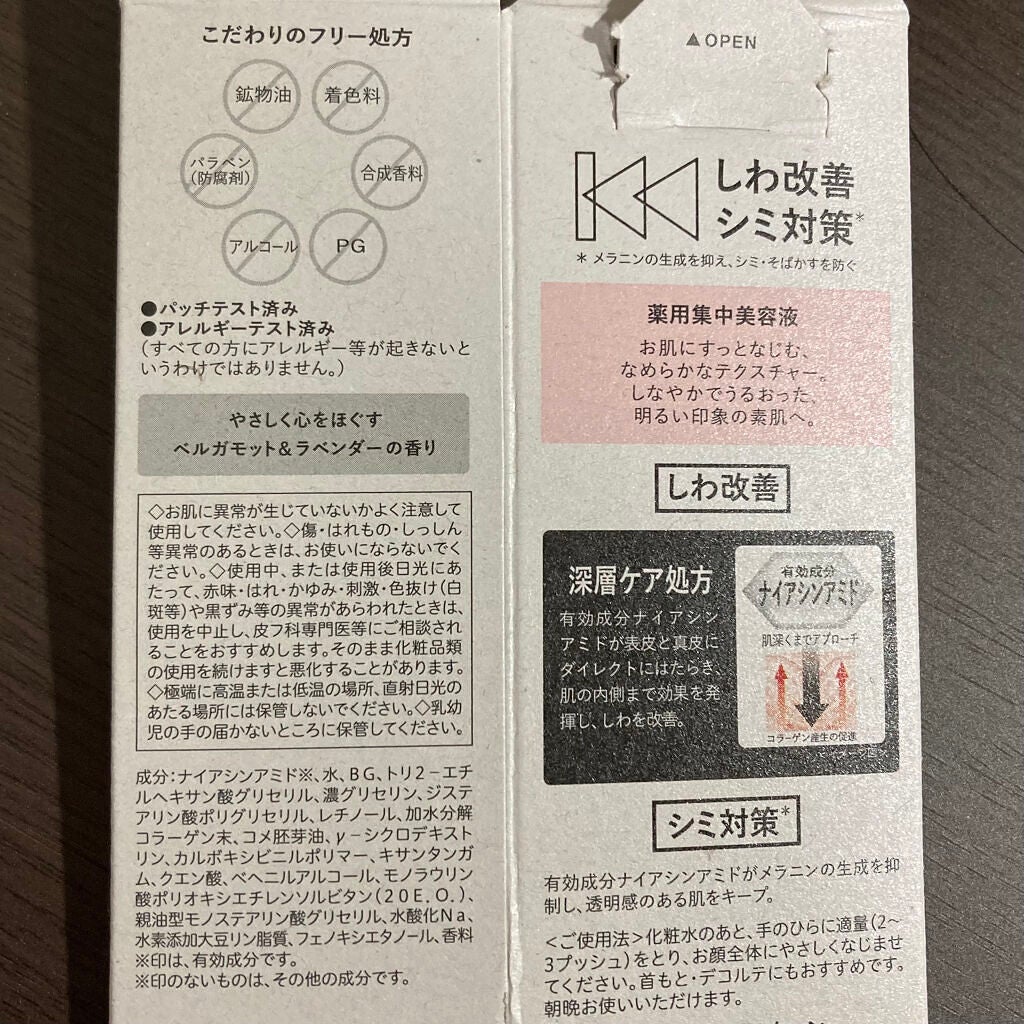 こだわりのフリー処方
鉱物油
着色料
パラベン
(防腐剤)
合成香料
アルコール
PG
●パッチテスト済み
●アレルギーテスト済み
(すべての方にアレルギー等が起きないと
いうわけではありません。)
やさしく心をほぐす
ベルガモット&ラベンダーの香り
◇お肌に異常が生じていないかよく注意して
使用してください。◇傷・はれもの・しっしん
等異常のあるときは、お使いにならないでく
ださい。◇使用中、または使用後日光にあ
たって、赤味・はれ・かゆみ・刺激・色抜け(白
斑等)や黒ずみ等の異常があらわれたときは、
使用を中止し、皮フ科専門医等にご相談され
ることをおすすめします。そのまま化粧品類
の使用を続けますと悪化することがあります。
◇極端に高温または低温の場所、直射日光の
あたる場所には保管しないでください。◇乳幼
児の手の届かないところに保管してください。
成分:ナイアシンアミド※、水、BG、トリ2-エチ
ルヘキサン酸グリセリル、濃グリセリン、ジステ
アリン酸ポリグリセリル、レチノール、加水分解
コラーゲン末、コメ胚芽油、γ-シクロデキスト
リン、カルボキシビニルポリマー、キサンタンガ
ム、クエン酸、ベヘニルアルコール、モノラウリン
酸ポリオキシエチレンソルビタン(20E.O.)、
親油型モノステアリン酸グリセリル、水酸化Na、
水素添加大豆リン脂質、フェノキシエタノール、香料
※印は、有効成分です。
※印のないものは、その他の成分です。
▲OPEN
しわ改善
シミ対策*
* メラニンの生成を抑え、シミ・そばかすを防ぐ
薬用集中美容液
お肌にすっとなじむ、
なめらかなテクスチャー。
しなやかでうるおった、
明るい印象の素肌へ。
しわ改善
深層ケア処方
有効成分ナイアシン
アミドが表皮と真皮に
ダイレクトにはたらき、
肌の内側まで効果を発
揮し、しわを改善。
有効成分
ナイアシンアミド
肌深くまでアプローチ
コラーゲン産生の促進
シミ対策*
有効成分ナイアシンアミドがメラニンの生成を抑
制し、透明感のある肌をキープ。
<ご使用法>化粧水のあと、手のひらに適量(2~
3プッシュ)をとり、お顔全体にやさしくなじませ
てください。首もと・デコルテにもおすすめです。
朝晩お使いいただけます。